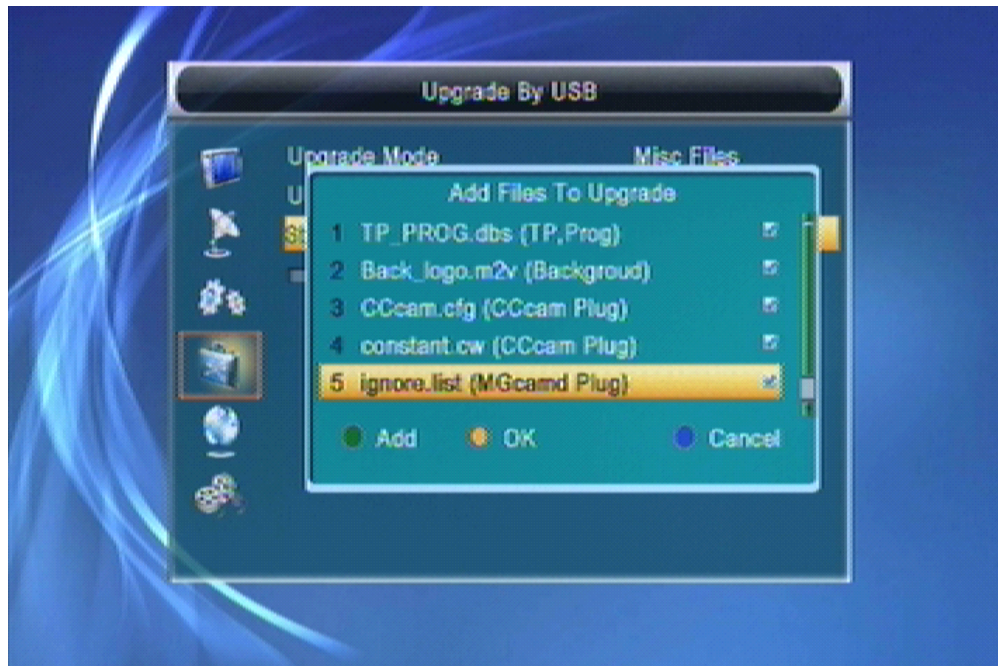 Upgrade By USB
Upgrade Mode Misc Files
Add Files To Upgrade
1 TP_PROG.dbs (TP,Prog)
2 Back_logo.m2v (Backgroud)
3 CCcam.cfg (CCcam Plug)
4 constant.cw (CCcam Plug)
5 ignore.list (MGcamd Plug)
Add OK Cancel